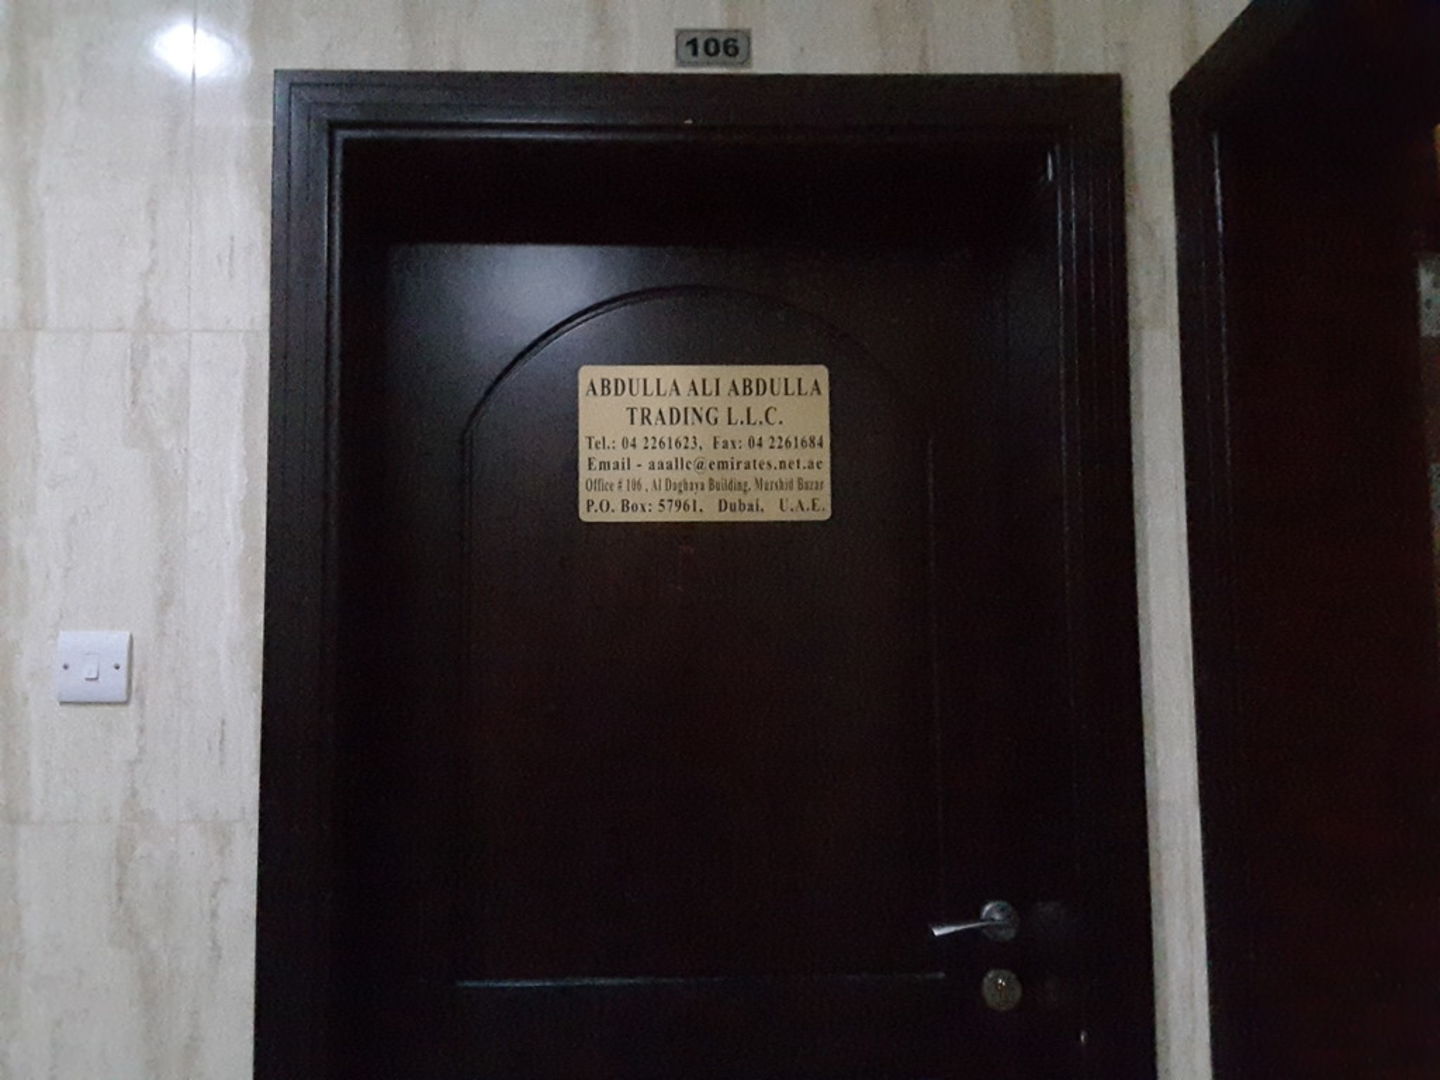 106
ABDULLA ALI ABDULLA
TRADING L.L.C.
Tel.: 04 2261623, Fax: 04 2261684
Email - aaallc@emirates.net.ae
Office # 106 , Al Daghaya Building, Murshid Bazar
P.O. Box: 57961, Dubai, U.A.E.